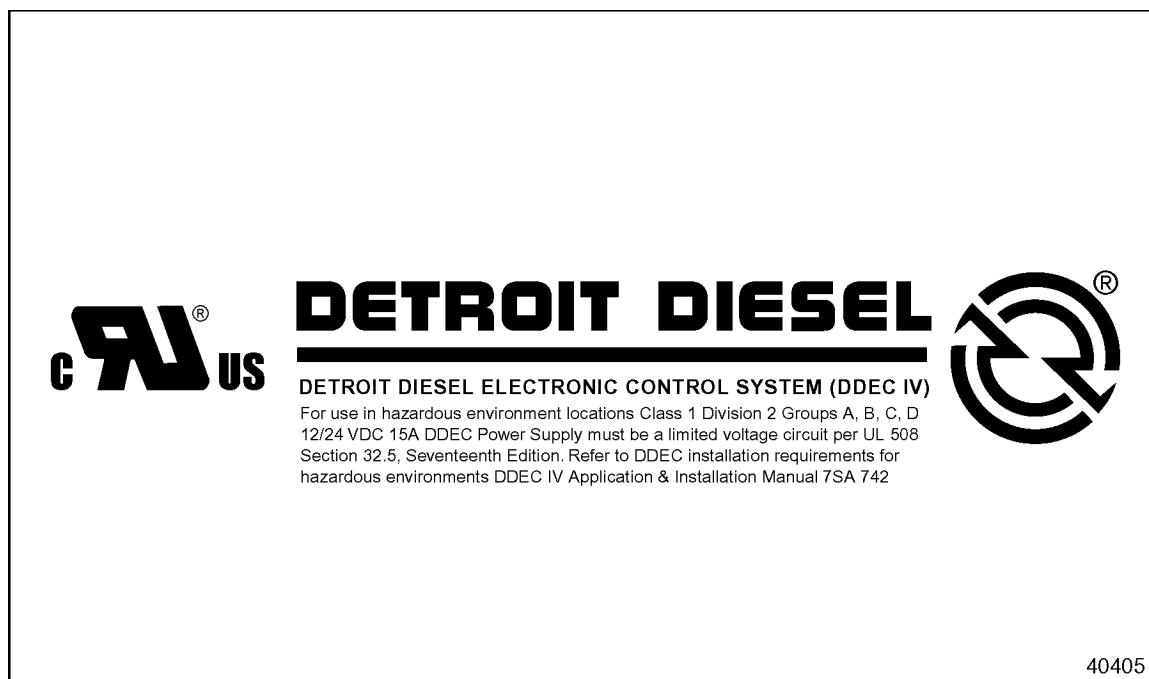 DETROIT DIESEL ®
c RU ® US
DETROIT DIESEL ELECTRONIC CONTROL SYSTEM (DDEC IV)
For use in hazardous environment locations Class 1 Division 2 Groups A, B, C, D
12/24 VDC 15A DDEC Power Supply must be a limited voltage circuit per UL 508
Section 32.5, Seventeenth Edition. Refer to DDEC installation requirements for
hazardous environments DDEC IV Application & Installation Manual 7SA 742
40405